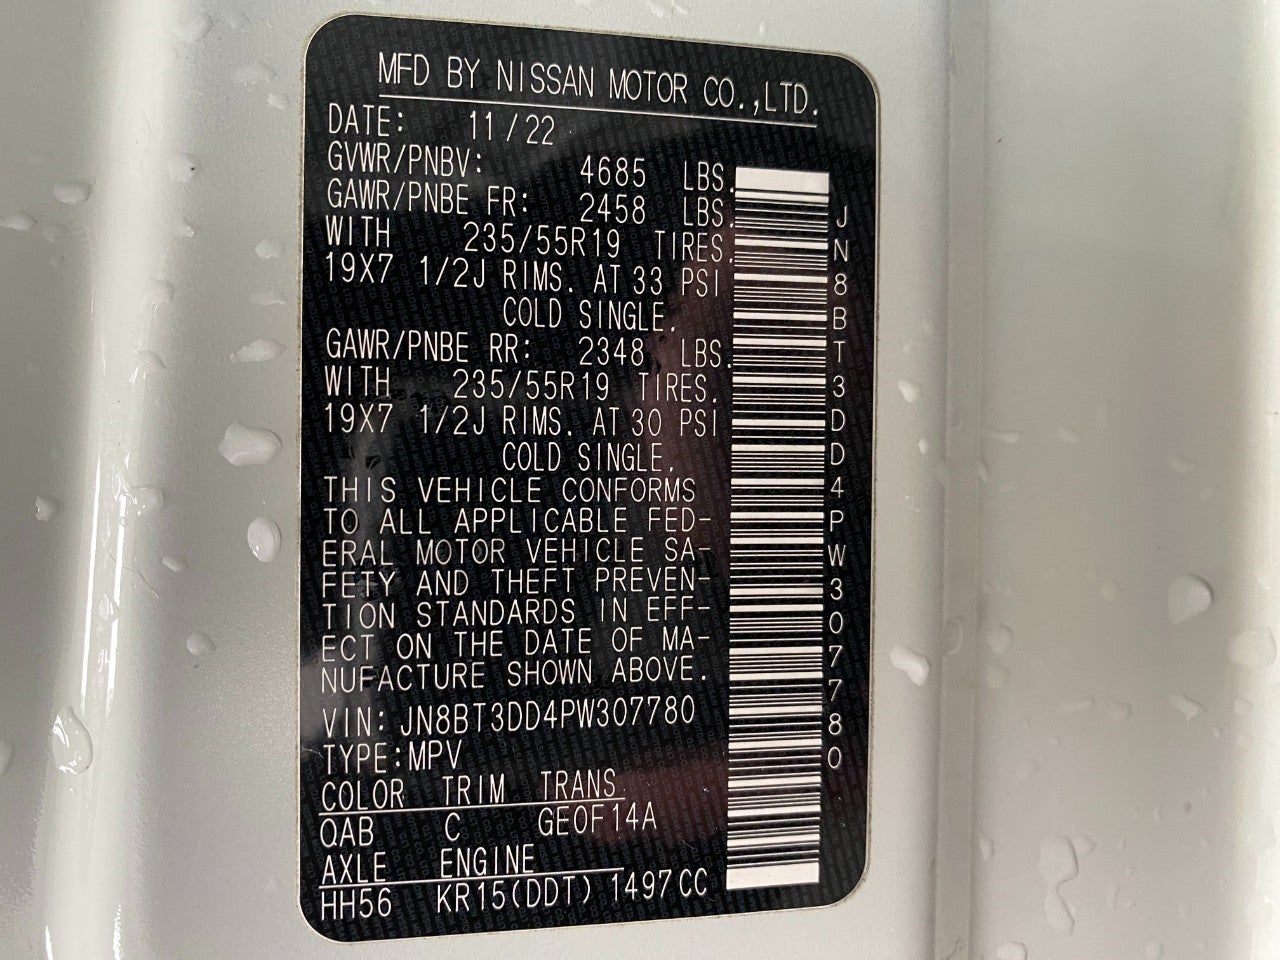 MFD BY NISSAN MOTOR CO.,LTD.
DATE: 11/22
GVWR/PNBV: 4685 LBS.
GAWR/PNBE FR: 2458 LBS.
WITH 235/55R19 TIRES.
19X7 1/2J RIMS. AT 33 PSI
COLD SINGLE.
GAWR/PNBE RR: 2348 LBS.
WITH 235/55R19 TIRES.
19X7 1/2J RIMS. AT 30 PSI
COLD SINGLE.
THIS VEHICLE CONFORMS
TO ALL APPLICABLE FED-
ERAL MOTOR VEHICLE SA-
FETY AND THEFT PREVEN-
TION STANDARDS IN EFF-
ECT ON THE DATE OF MA-
NUFACTURE SHOWN ABOVE.
VIN: JN8BT3DD4PW307780
TYPE:MPV
COLOR TRIM TRANS
QAB C GE0F14A
AXLE ENGINE
HH56 KR15(DDT) 1497CC
JN8BT3DD4PW307780